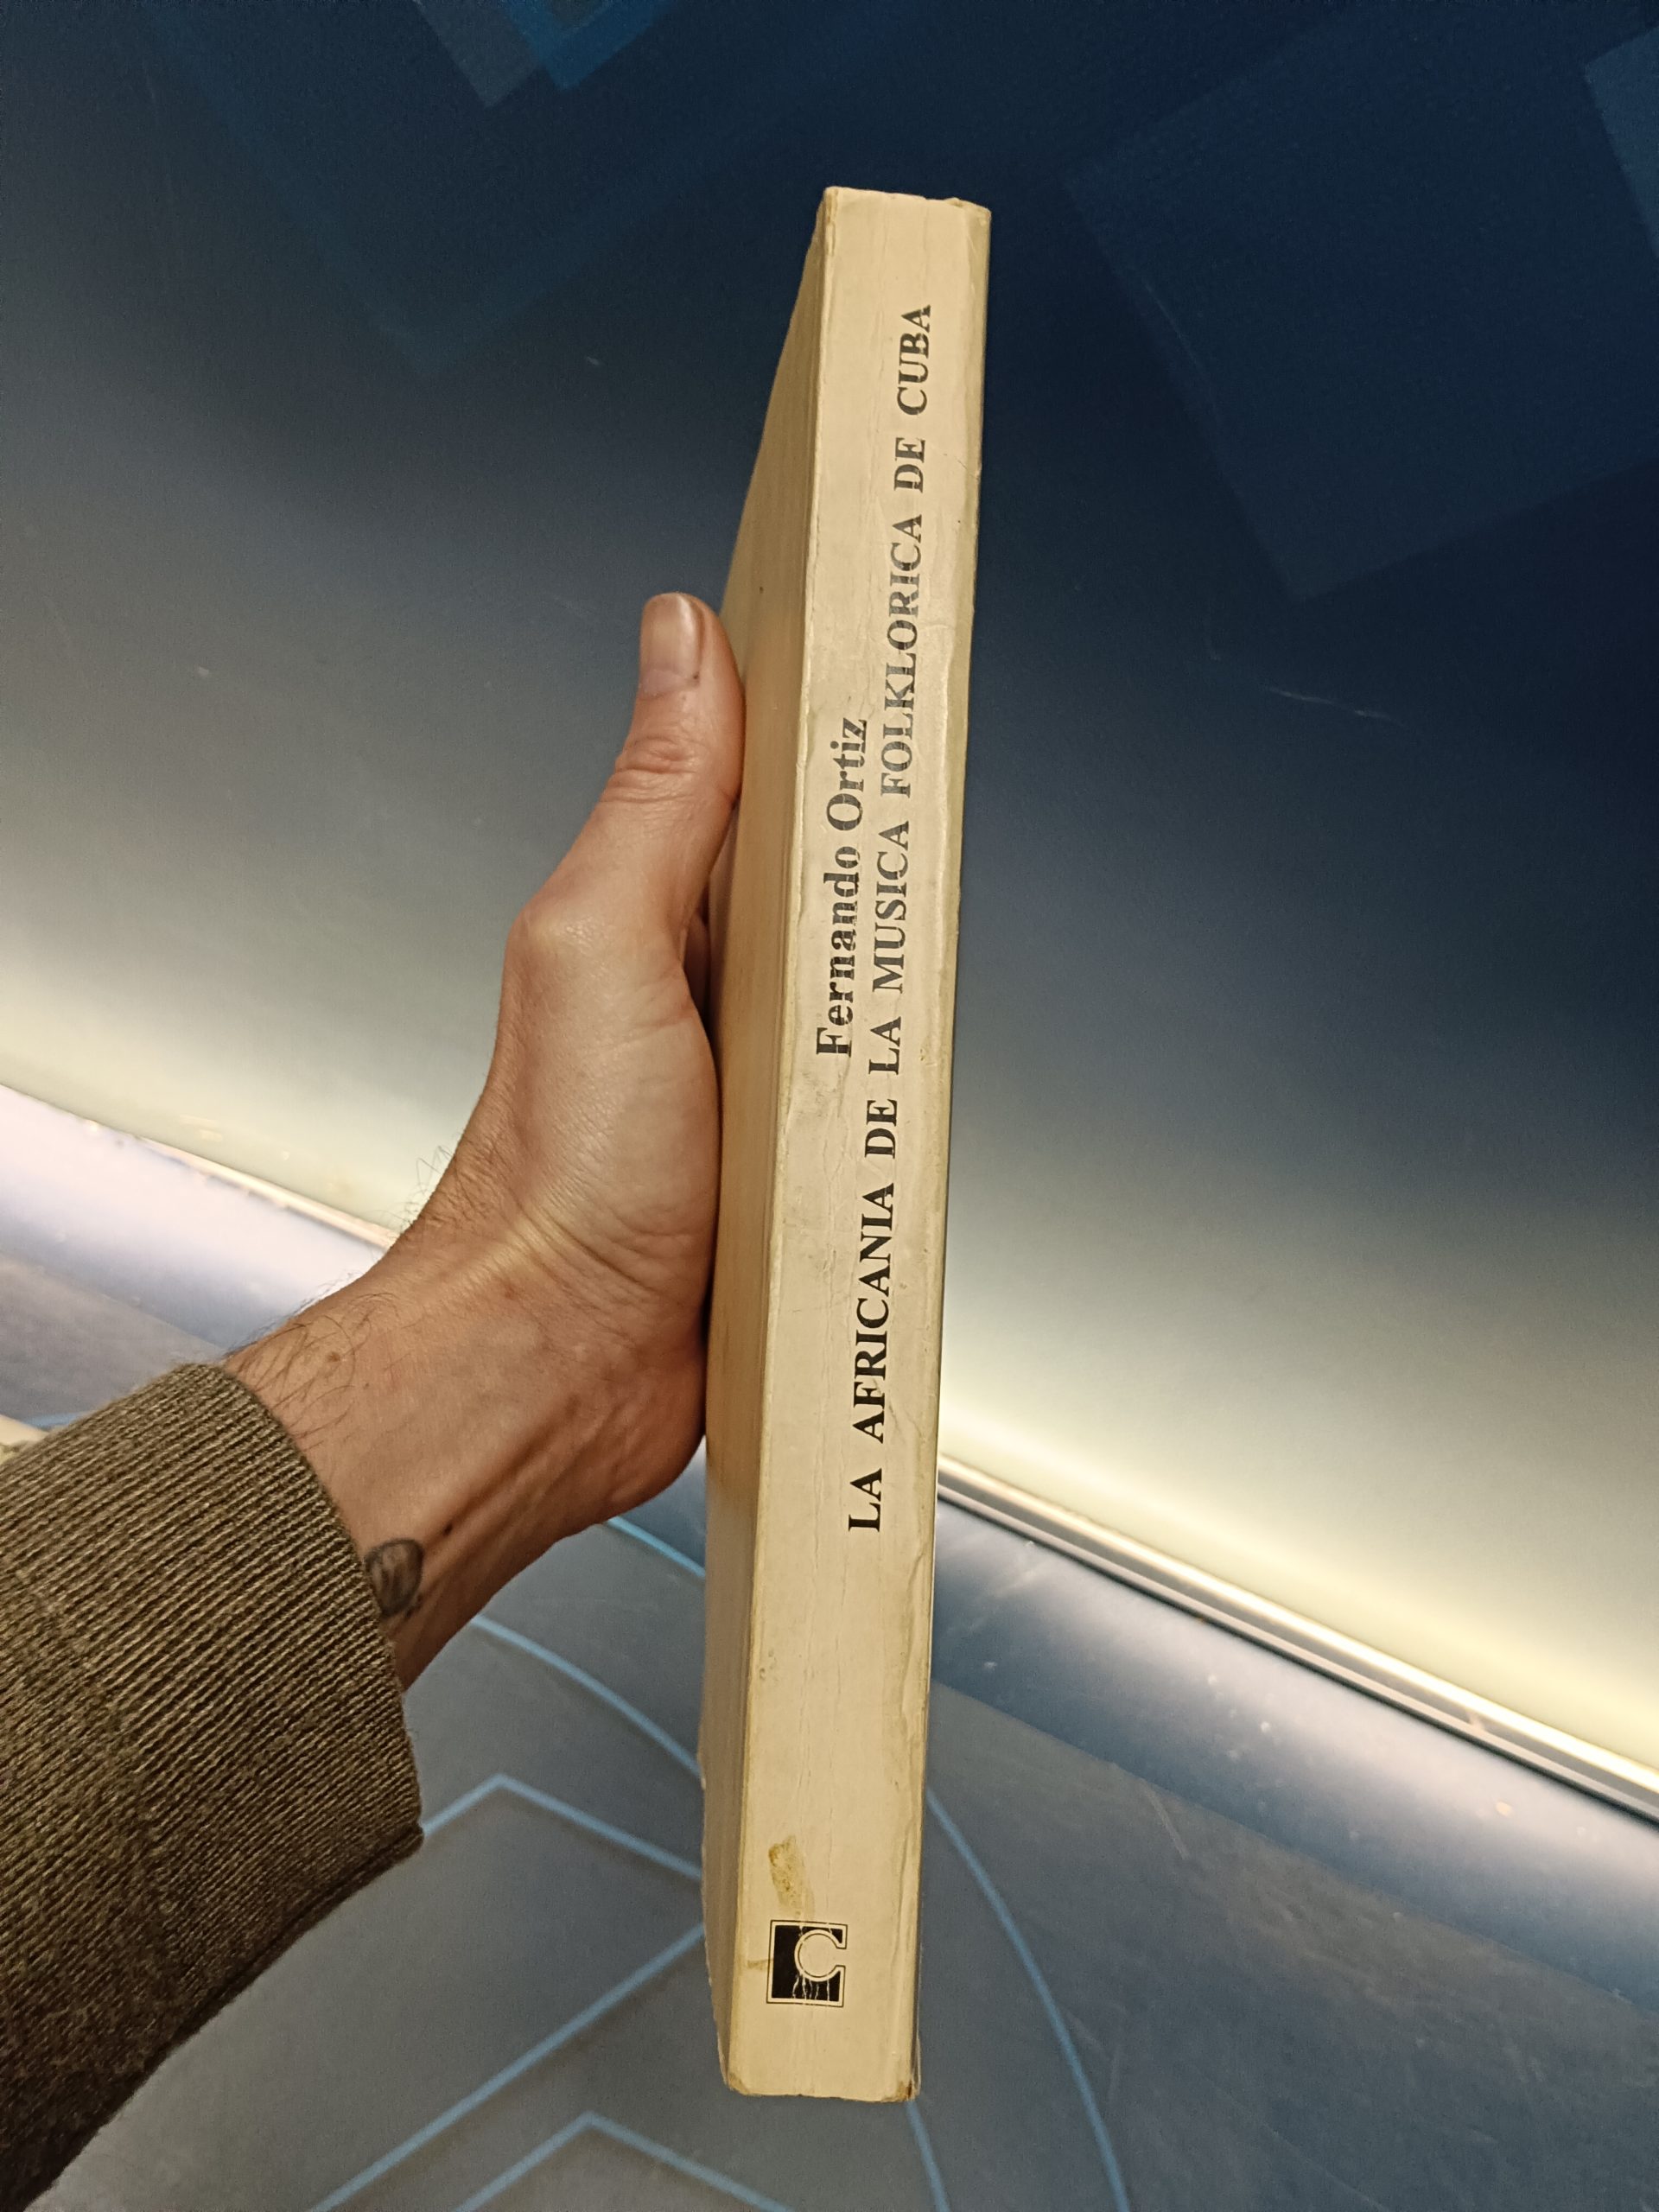 Fernando Ortiz
LA AFRICANIA DE LA MUSICA FOLKLORICA DE CUBA